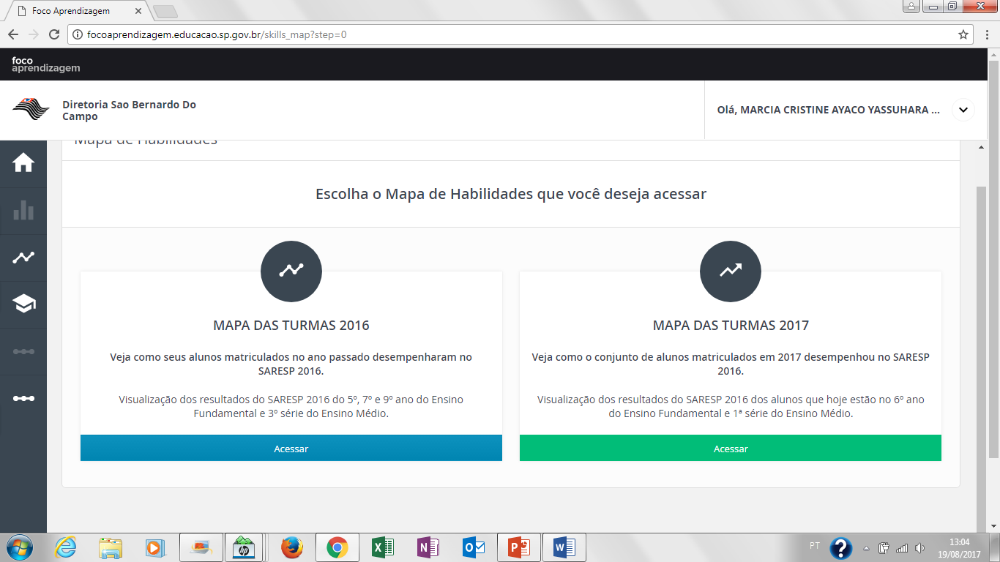 Foco Aprendizagem
focoaprendizagem.educacao.sp.gov.br/skills_map?step=0
foco
aprendizagem
Diretoria Sao Bernardo Do
Campo
Olá, MARCIA CRISTINE AYACO YASSUHARA ...
Mapa de Habilidades
Escolha o Mapa de Habilidades que você deseja acessar
MAPA DAS TURMAS 2016
Veja como seus alunos matriculados no ano passado desempenharam no
SARESP 2016.
Visualização dos resultados do SARESP 2016 do 5º, 7º e 9º ano do Ensino
Fundamental e 3º série do Ensino Médio.
Acessar
MAPA DAS TURMAS 2017
Veja como o conjunto de alunos matriculados em 2017 desempenhou no SARESP
2016.
Visualização dos resultados do SARESP 2016 dos alunos que hoje estão no 6º ano
do Ensino Fundamental e 1ª série do Ensino Médio.
Acessar
PT
13:04
19/08/2017